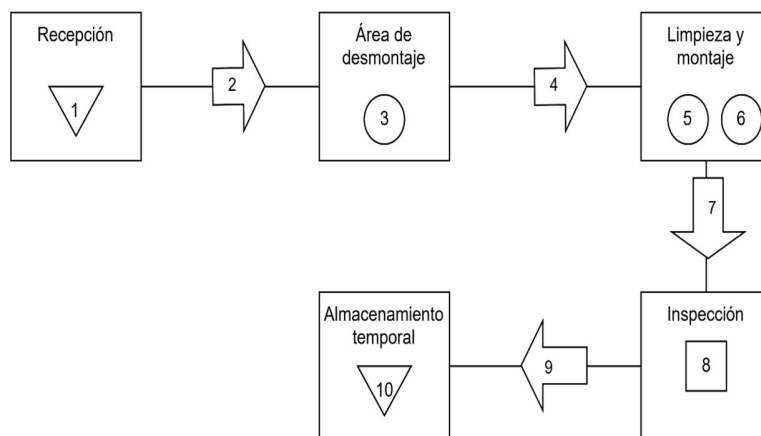 Recepción
1
2
Área de
desmontaje
3
4
Limpieza y
montaje
5 6
7
Inspección
8
9
Almacenamiento
temporal
10